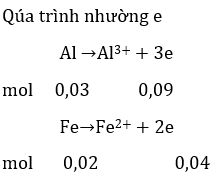 Qúa trình nhường e
Al →Al³⁺ + 3e
mol 0,03 0,09
Fe→Fe²⁺ + 2e
mol 0,02 0,04